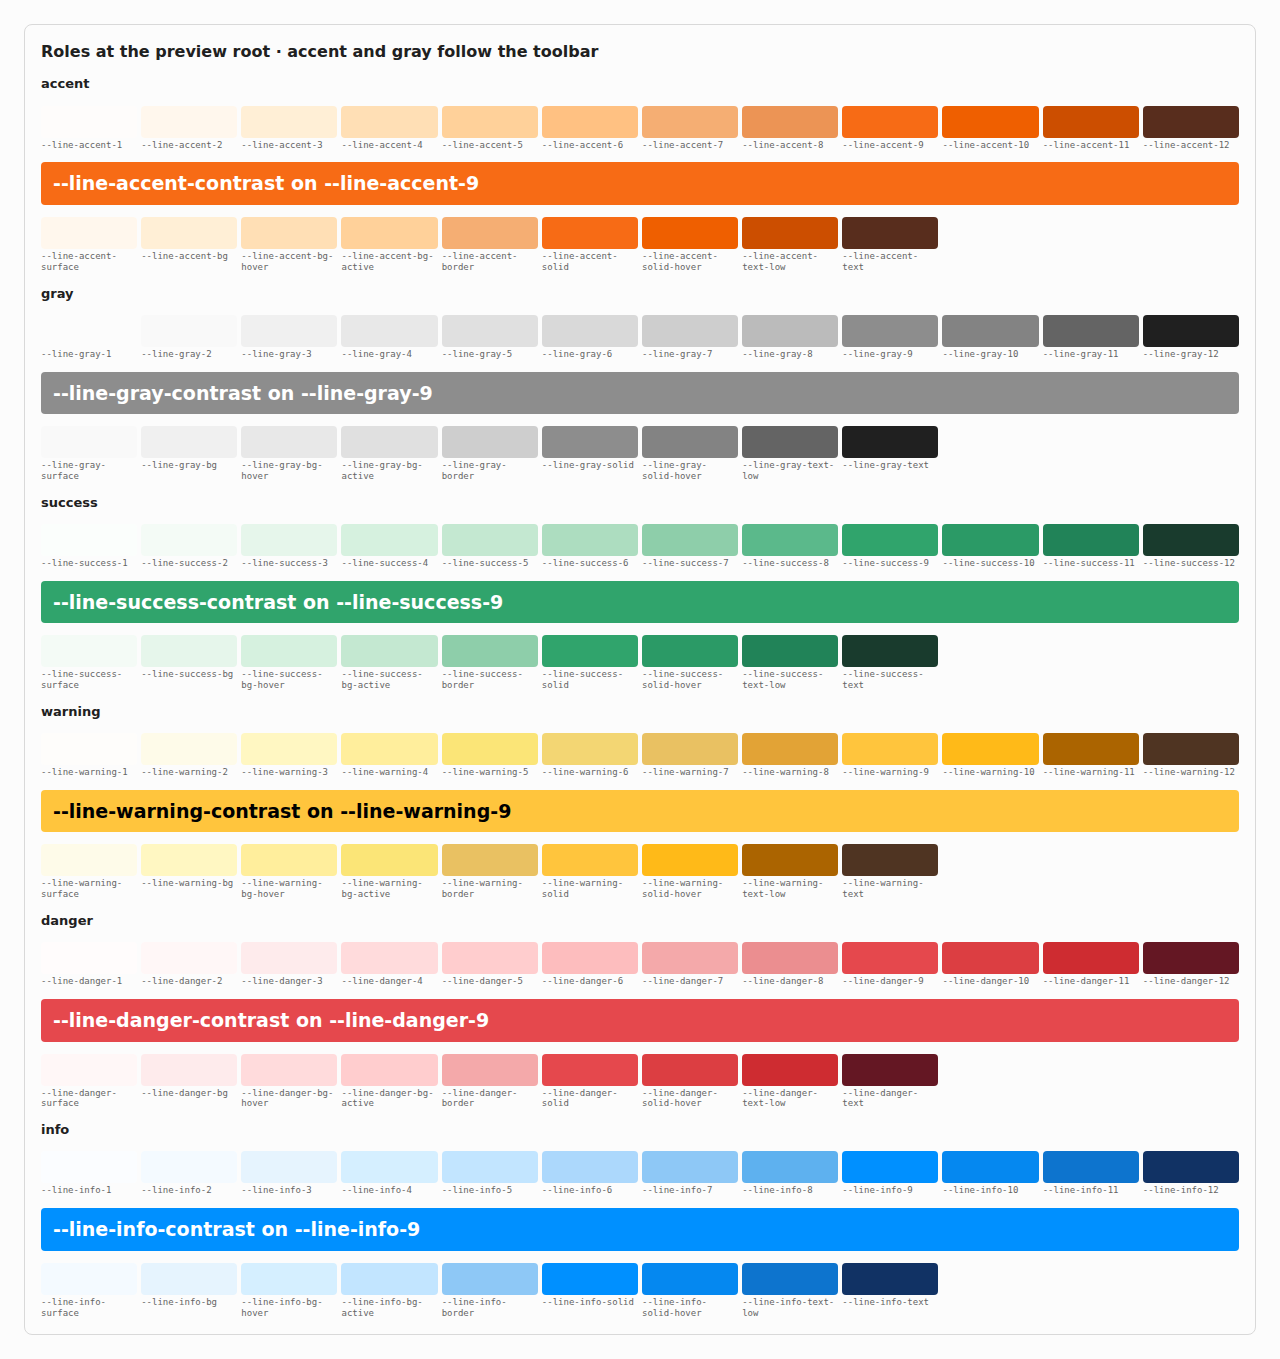 Roles at the preview root · accent and gray follow the toolbar
accent
--line-accent-1 --line-accent-2 --line-accent-3 --line-accent-4 --line-accent-5 --line-accent-6 --line-accent-7 --line-accent-8 --line-accent-9 --line-accent-10 --line-accent-11 --line-accent-12
--line-accent-contrast on --line-accent-9
--line-accent- --line-accent-bg --line-accent-bg- --line-accent-bg- --line-accent- --line-accent- --line-accent- --line-accent- --line-accent-
surface hover active border solid solid-hover text-low text
gray
--line-gray-1 --line-gray-2 --line-gray-3 --line-gray-4 --line-gray-5 --line-gray-6 --line-gray-7 --line-gray-8 --line-gray-9 --line-gray-10 --line-gray-11 --line-gray-12
--line-gray-contrast on --line-gray-9
--line-gray- --line-gray-bg --line-gray-bg- --line-gray-bg- --line-gray- --line-gray-solid --line-gray- --line-gray-text- --line-gray-text
surface hover active border solid-hover low
success
--line-success-1 --line-success-2 --line-success-3 --line-success-4 --line-success-5 --line-success-6 --line-success-7 --line-success-8 --line-success-9 --line-success-10 --line-success-11 --line-success-12
--line-success-contrast on --line-success-9
--line-success- --line-success-bg --line-success- --line-success- --line-success- --line-success- --line-success- --line-success- --line-success-
surface bg-hover bg-active border solid solid-hover text-low text
warning
--line-warning-1 --line-warning-2 --line-warning-3 --line-warning-4 --line-warning-5 --line-warning-6 --line-warning-7 --line-warning-8 --line-warning-9 --line-warning-10 --line-warning-11 --line-warning-12
--line-warning-contrast on --line-warning-9
--line-warning- --line-warning-bg --line-warning- --line-warning- --line-warning- --line-warning- --line-warning- --line-warning- --line-warning-
surface bg-hover bg-active border solid solid-hover text-low text
danger
--line-danger-1 --line-danger-2 --line-danger-3 --line-danger-4 --line-danger-5 --line-danger-6 --line-danger-7 --line-danger-8 --line-danger-9 --line-danger-10 --line-danger-11 --line-danger-12
--line-danger-contrast on --line-danger-9
--line-danger- --line-danger-bg --line-danger-bg- --line-danger-bg- --line-danger- --line-danger- --line-danger- --line-danger- --line-danger-
surface hover active border solid solid-hover text-low text
info
--line-info-1 --line-info-2 --line-info-3 --line-info-4 --line-info-5 --line-info-6 --line-info-7 --line-info-8 --line-info-9 --line-info-10 --line-info-11 --line-info-12
--line-info-contrast on --line-info-9
--line-info- --line-info-bg --line-info-bg- --line-info-bg- --line-info- --line-info-solid --line-info- --line-info-text- --line-info-text
surface hover active border solid-hover low